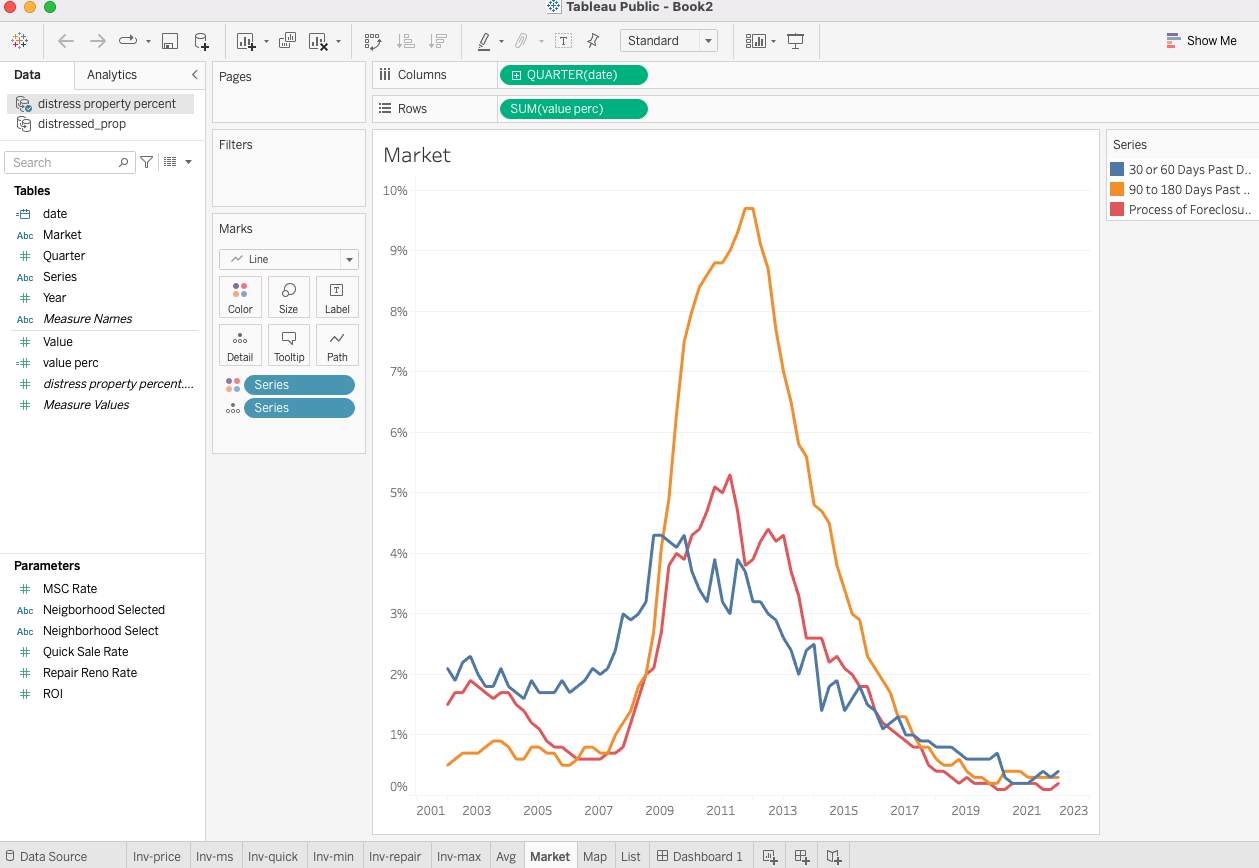 Tableau Public - Book2
Standard
Show Me
Data
Analytics
distress property percent
distressed_prop
Search
Tables
date
Abc Market
Quarter
Abc Series
Year
Abc Measure Names
Value
value perc
distress property percent....
Measure Values
Parameters
MSC Rate
Abc Neigborhood Selected
Abc Neighborhood Select
Quick Sale Rate
Repair Reno Rate
ROI
Pages
Filters
Marks
Line
Color
Size
Label
Detail
Tooltip
Path
Series
Series
Columns
QUARTER(date)
Rows
SUM(value perc)
Market
10%
9%
8%
7%
6%
5%
4%
3%
2%
1%
0%
2001 2003 2005 2007 2009 2011 2013 2015 2017 2019 2021 2023
Series
30 or 60 Days Past D..
90 to 180 Days Past ..
Process of Foreclosu..
Data Source
Inv-price
Inv-ms
Inv-quick
Inv-min
Inv-repair
Inv-max
Avg
Market
Map
List
Dashboard 1